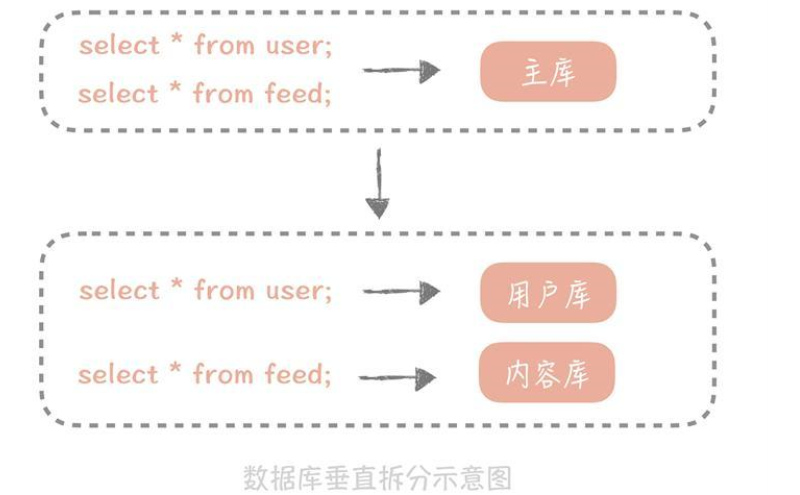 select * from user;
select * from feed;
主库
select * from user;
用户库
select * from feed;
内容库
数据库垂直拆分示意图